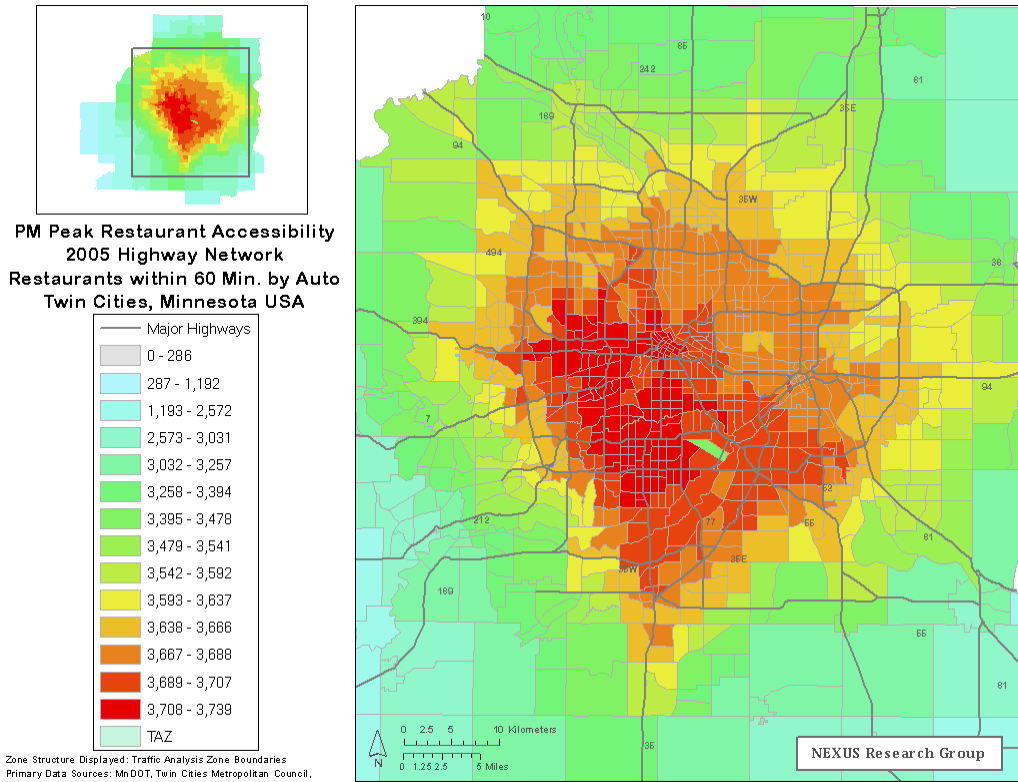 PM Peak Restaurant Accessibility
2005 Highway Network
Restaurants within 60 Min. by Auto
Twin Cities, Minnesota USA
Major Highways
0 - 286
287 - 1,192
1,193 - 2,572
2,573 - 3,031
3,032 - 3,257
3,258 - 3,394
3,395 - 3,478
3,479 - 3,541
3,542 - 3,592
3,593 - 3,637
3,638 - 3,666
3,667 - 3,688
3,689 - 3,707
3,708 - 3,739
TAZ
Zone Structure Displayed: Traffic Analysis Zone Boundaries
Primary Data Sources: MnDOT, Twin Cities Metropolitan Council,
10
65
242
61
169
35E
94
35W
494
36
394
94
7
52
212
77
55
61
35E
35W
169
55
61
35
0 2.5 5 10 Kilometers
0 1.25 2.5 5 Miles
N
NEXUS Research Group